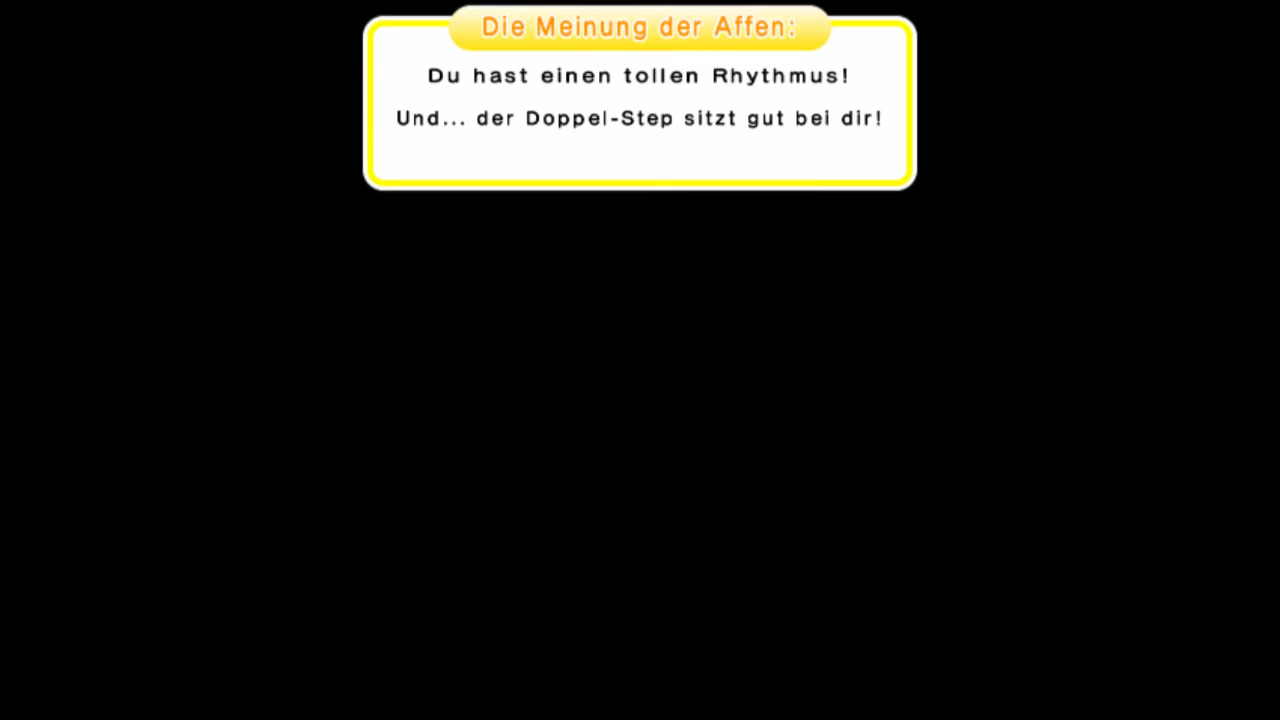 Die Meinung der Affen:
Du hast einen tollen Rhythmus!
Und... der Doppel-Step sitzt gut bei dir!